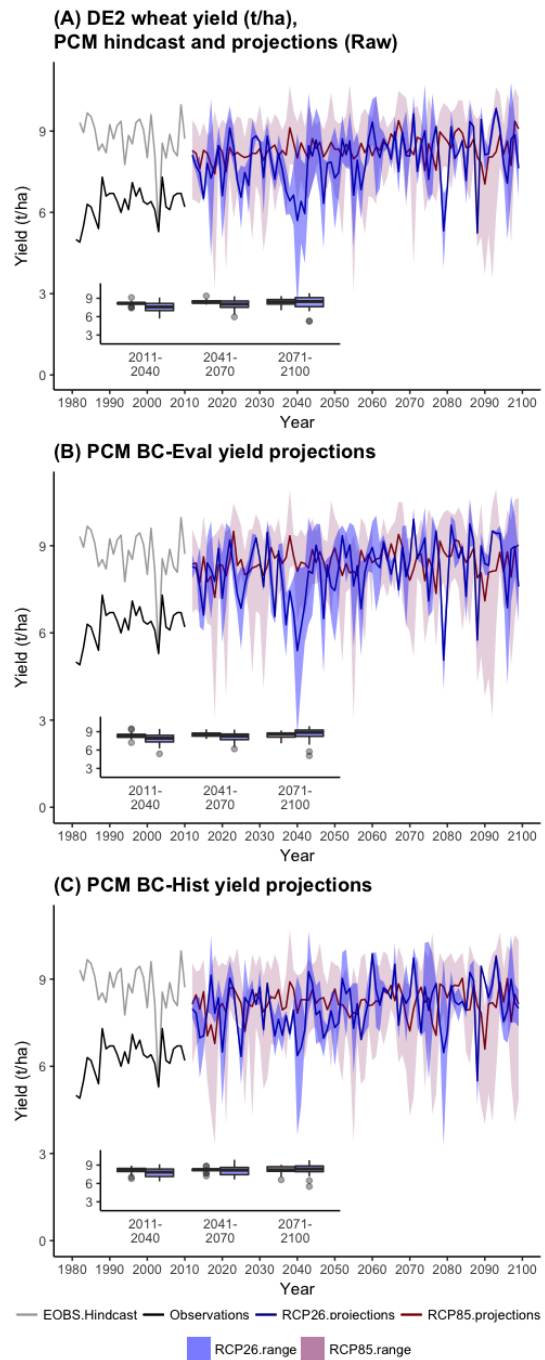 (A) DE2 wheat yield (t/ha),
PCM hindcast and projections (Raw)
Yield (t/ha)
9
6
3
0
9
6
3
2011-
2040
2041-
2070
2071-
2100
1980 1990 2000 2010 2020 2030 2040 2050 2060 2070 2080 2090 2100
Year
(B) PCM BC-Eval yield projections
Yield (t/ha)
9
6
3
0
9
6
3
2011-
2040
2041-
2070
2071-
2100
1980 1990 2000 2010 2020 2030 2040 2050 2060 2070 2080 2090 2100
Year
(C) PCM BC-Hist yield projections
Yield (t/ha)
9
6
3
0
9
6
3
2011-
2040
2041-
2070
2071-
2100
1980 1990 2000 2010 2020 2030 2040 2050 2060 2070 2080 2090 2100
Year
EOBS.Hindcast Observations RCP26.projections RCP85.projections
RCP26.range RCP85.range